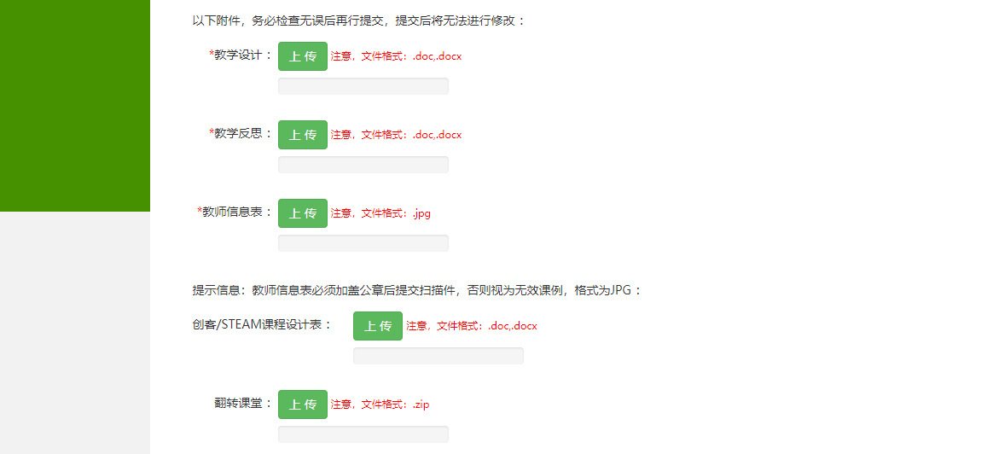 以下附件，务必检查无误后再行提交，提交后将无法进行修改：
*教学设计： 上 传 注意，文件格式：.doc,.docx
*教学反思： 上 传 注意，文件格式：.doc,.docx
*教师信息表： 上 传 注意，文件格式：.jpg
提示信息：教师信息表必须加盖公章后提交扫描件，否则视为无效课例，格式为JPG：
创客/STEAM课程设计表： 上 传 注意，文件格式：.doc,.docx
翻转课堂： 上 传 注意，文件格式：.zip